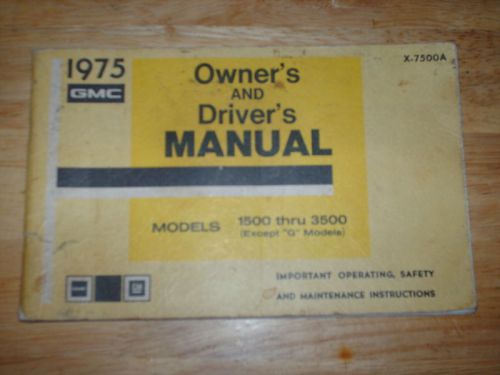 1975
GMC
X-7500A
Owner's
AND
Driver's
MANUAL
MODELS 1500 thru 3500
(Except "G" Models)
IMPORTANT OPERATING, SAFETY
AND MAINTENANCE INSTRUCTIONS
GM